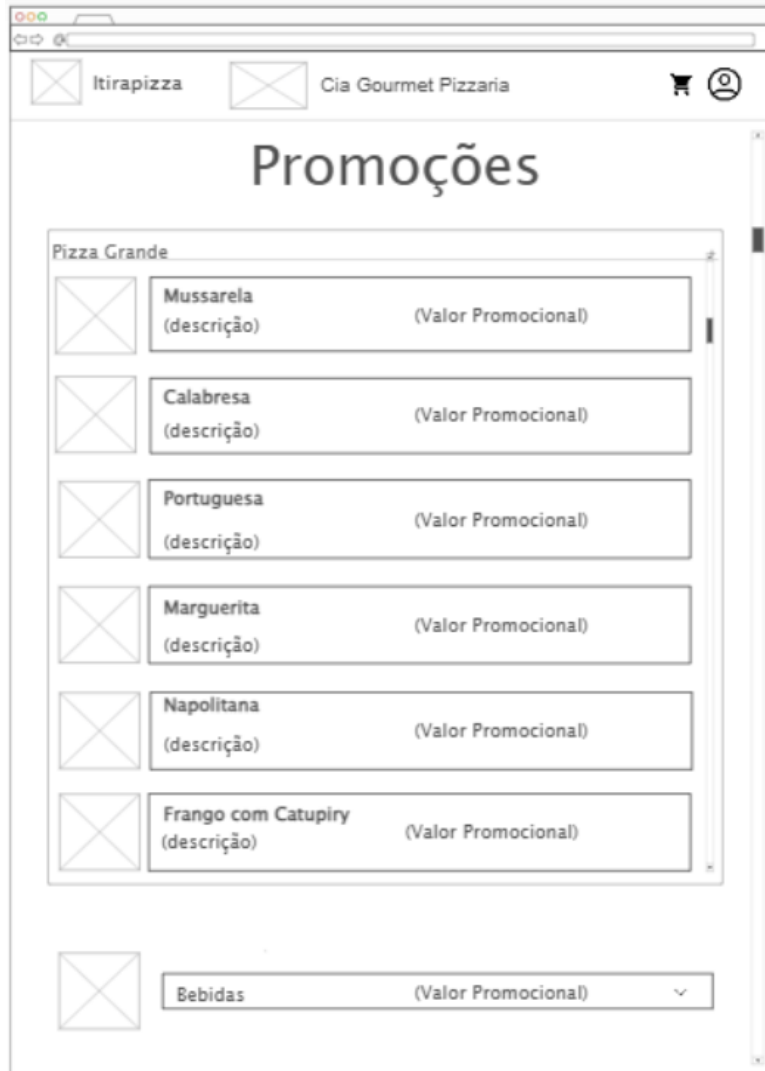 Itirapizza
Cia Gourmet Pizzaria
Promoções
Pizza Grande
Mussarela
(descrição)
(Valor Promocional)
Calabresa
(descrição)
(Valor Promocional)
Portuguesa
(descrição)
(Valor Promocional)
Marguerita
(descrição)
(Valor Promocional)
Napolitana
(descrição)
(Valor Promocional)
Frango com Catupiry
(descrição)
(Valor Promocional)
Bebidas
(Valor Promocional)